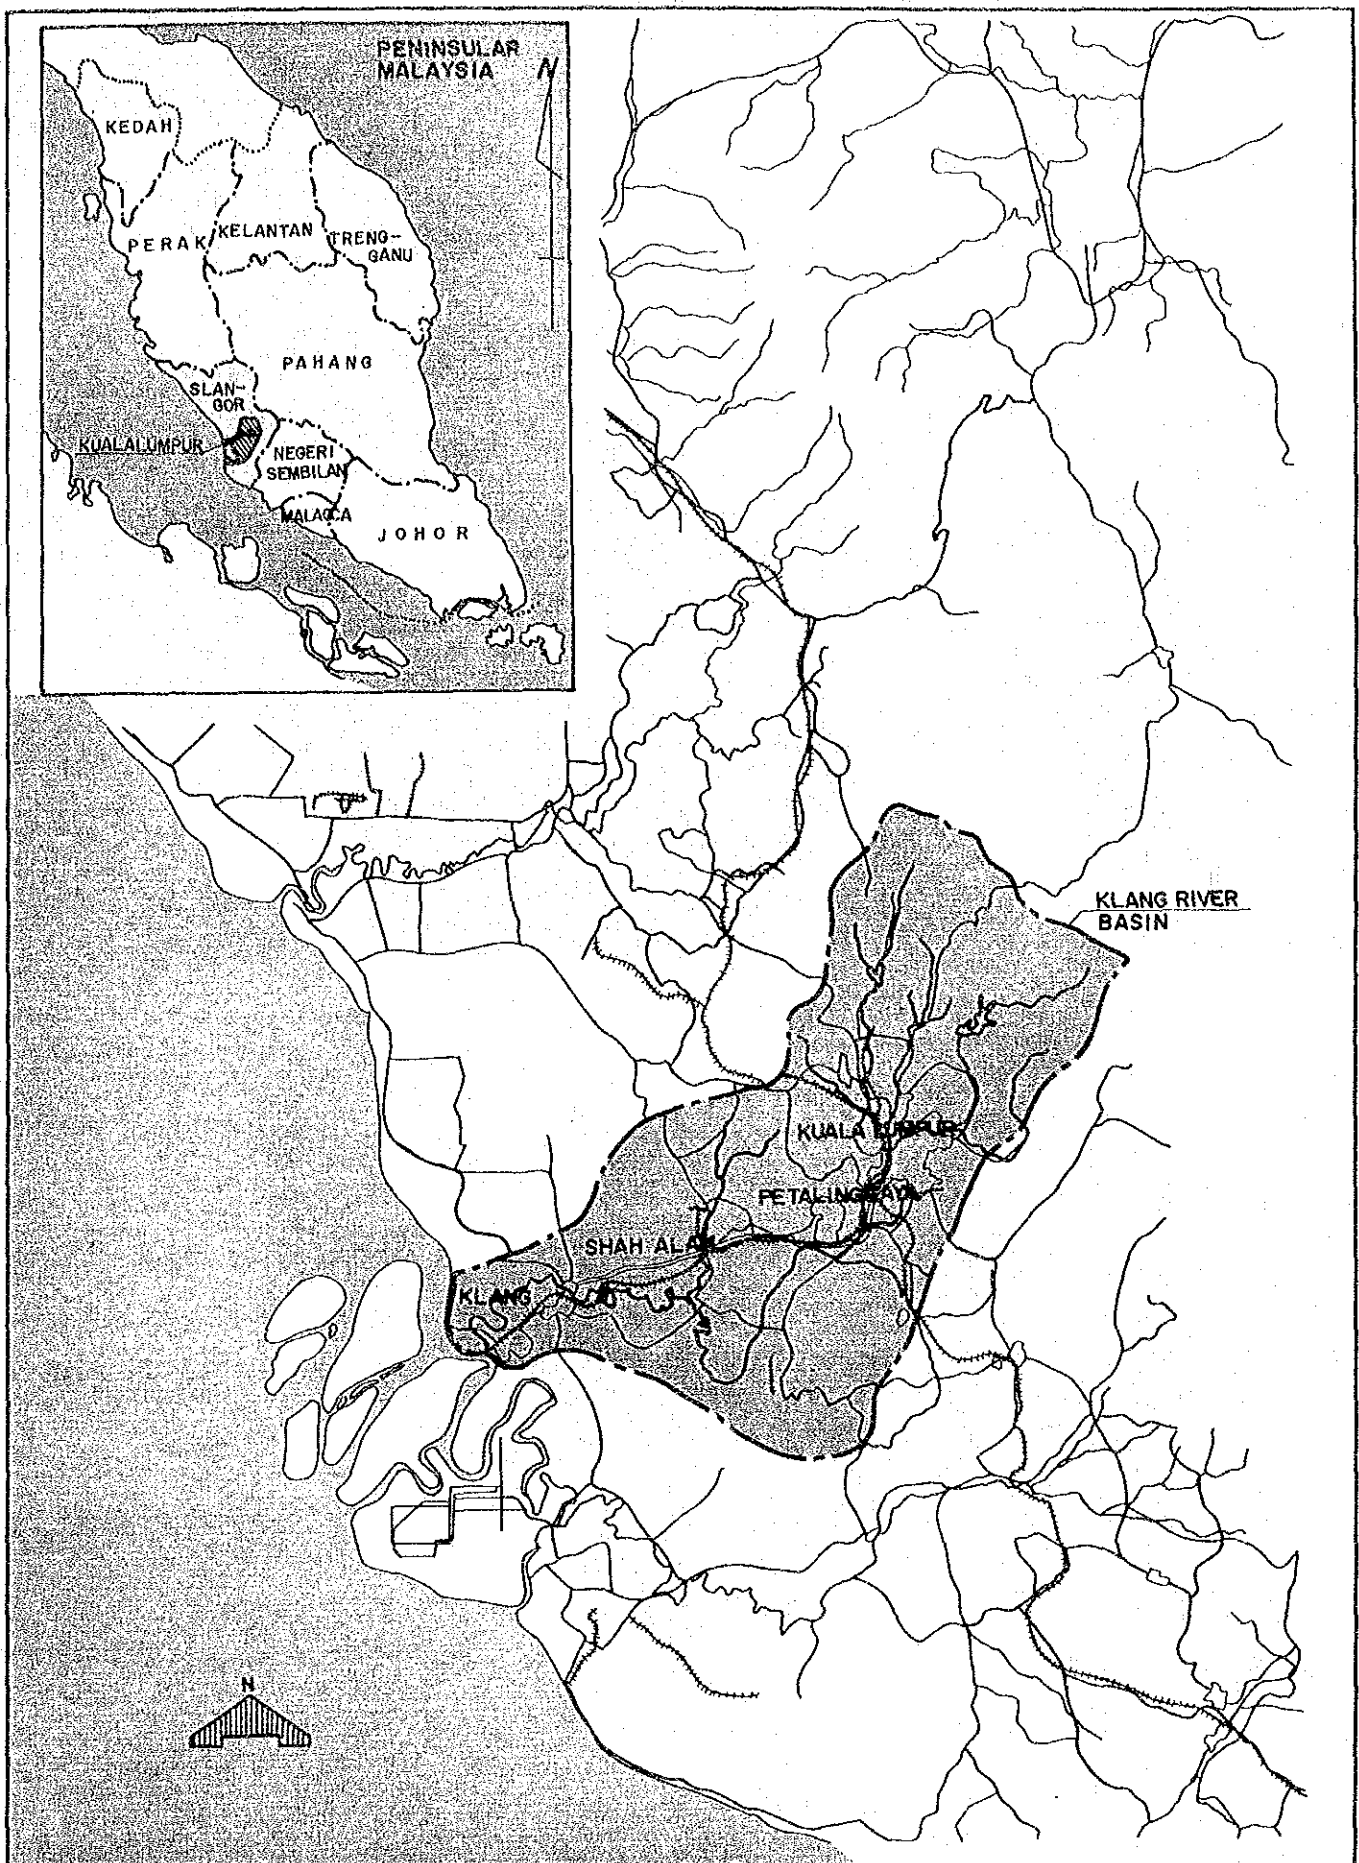 PENINSULAR
MALAYSIA
N
KEDAH
PERAK
KELANTAN
TRENG-
GANU
PAHANG
SLAN-
GOR
KUALALUMPUR
NEGERI
SEMBILAN
MALACCA
JOHOR
KLANG RIVER
BASIN
KUALA LUMPUR
PETALING JAYA
SHAH ALAM
KLANG
N